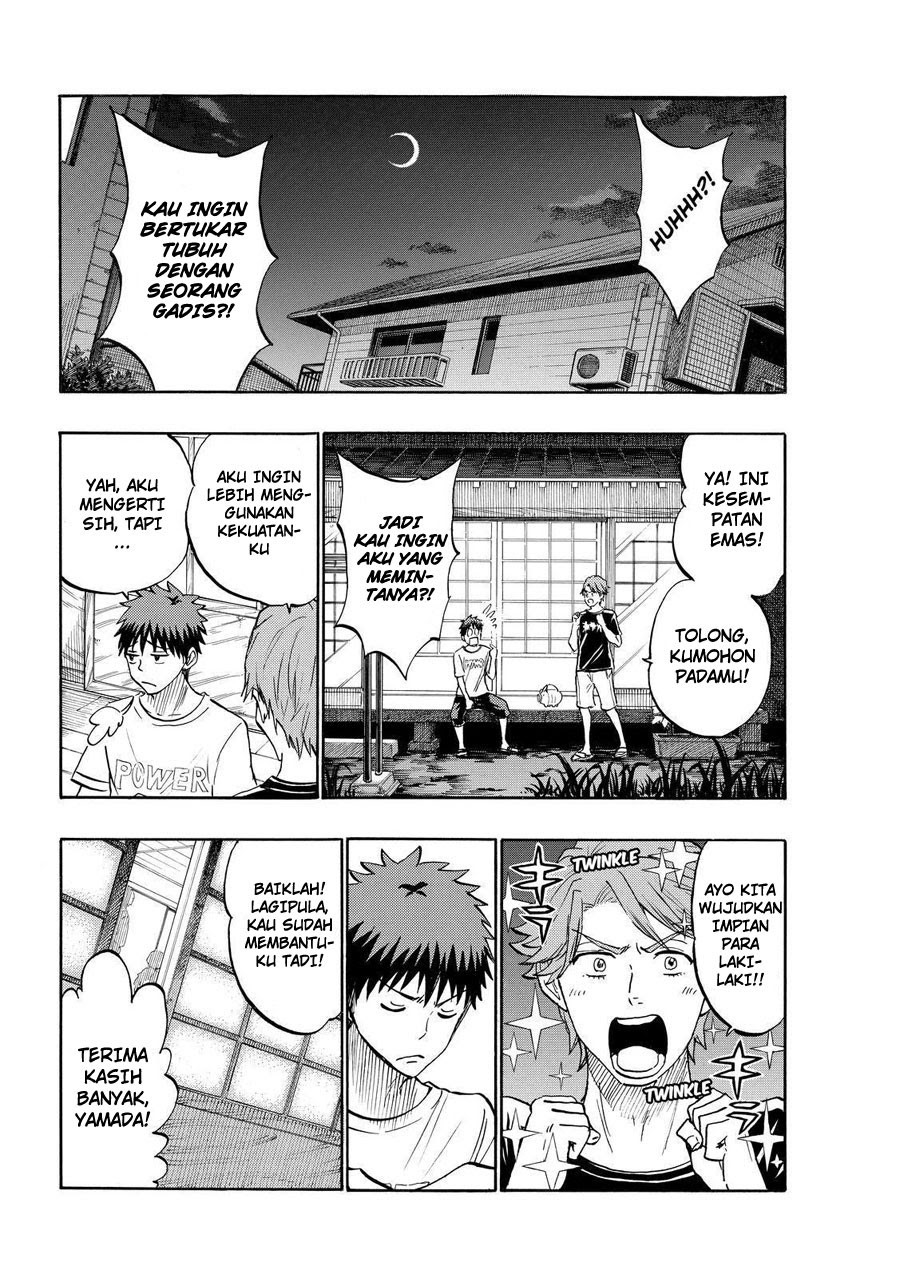 HUHHH?!
KAU INGIN
BERTUKAR
TUBUH
DENGAN
SEORANG
GADIS?!
YA! INI
KESEM-
PATAN
EMAS!
TOLONG,
KUMOHON
PADAMU!
JADI
KAU INGIN
AKU YANG
MEMIN-
TANYA?!
AKU INGIN
LEBIH MENG-
GUNAKAN
KEKUATAN-
KU
YAH, AKU
MENGERTI
SIH, TAPI
...
POWER
AYO KITA
WUJUDKAN
IMPIAN
PARA
LAKI-
LAKI!!
キ
TWINKLE
キ
TWINKLE
BAIKLAH!
LAGIPULA,
KAU SUDAH
MEMBANTU-
KU TADI!
TERIMA
KASIH
BANYAK,
YAMADA!